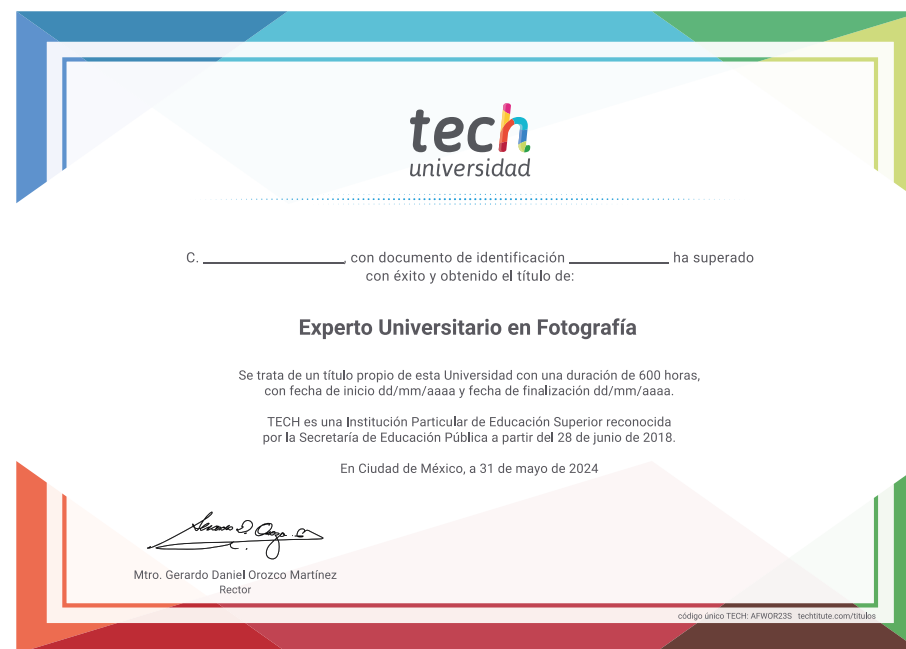 tech
universidad
C. ____________________, con documento de identificación ______________ ha superado
con éxito y obtenido el título de:
Experto Universitario en Fotografía
Se trata de un título propio de esta Universidad con una duración de 600 horas,
con fecha de inicio dd/mm/aaaa y fecha de finalización dd/mm/aaaa.
TECH es una Institución Particular de Educación Superior reconocida
por la Secretaría de Educación Pública a partir del 28 de junio de 2018.
En Ciudad de México, a 31 de mayo de 2024
Mtro. Gerardo Daniel Orozco Martínez
Rector
código único TECH: AFWOR23S techtitute.com/titulos